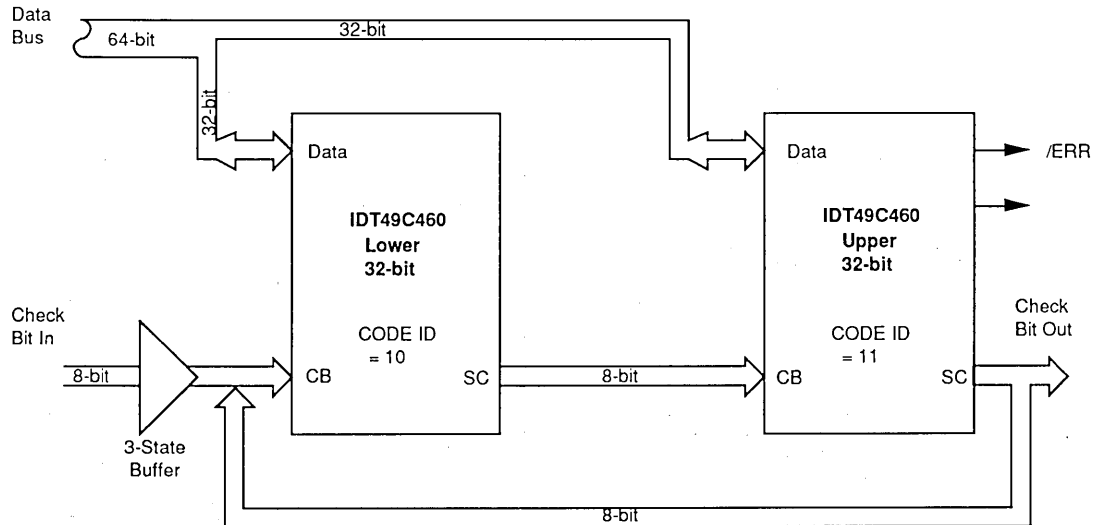 Data
Bus
64-bit
32-bit
32-bit
Data
IDT49C460
Lower
32-bit
CODE ID
= 10
CB
SC
Data
IDT49C460
Upper
32-bit
CODE ID
= 11
CB
SC
/ERR
Check
Bit In
8-bit
3-State
Buffer
8-bit
Check
Bit Out
8-bit